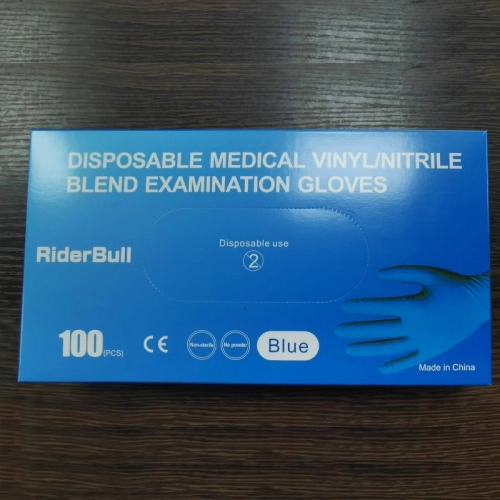 DISPOSABLE MEDICAL VINYL/NITRILE
BLEND EXAMINATION GLOVES
Disposable use
2
RiderBull
100(PCS)
CE
Non-sterile
No powder
Blue
Made in China